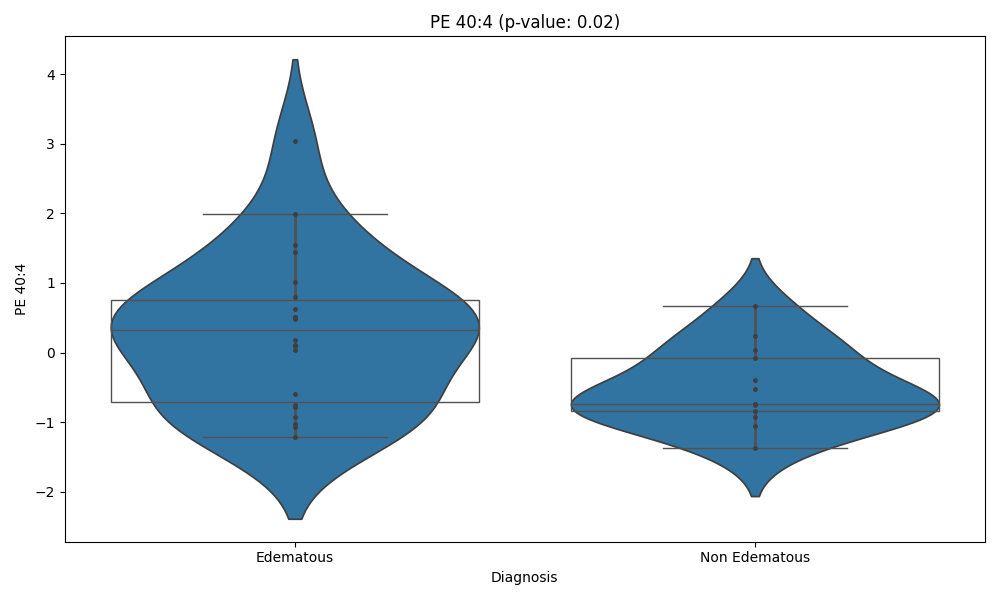 PE 40:4 (p-value: 0.02)
4
3
2
1
0
−1
−2
PE 40:4
Edematous
Non Edematous
Diagnosis